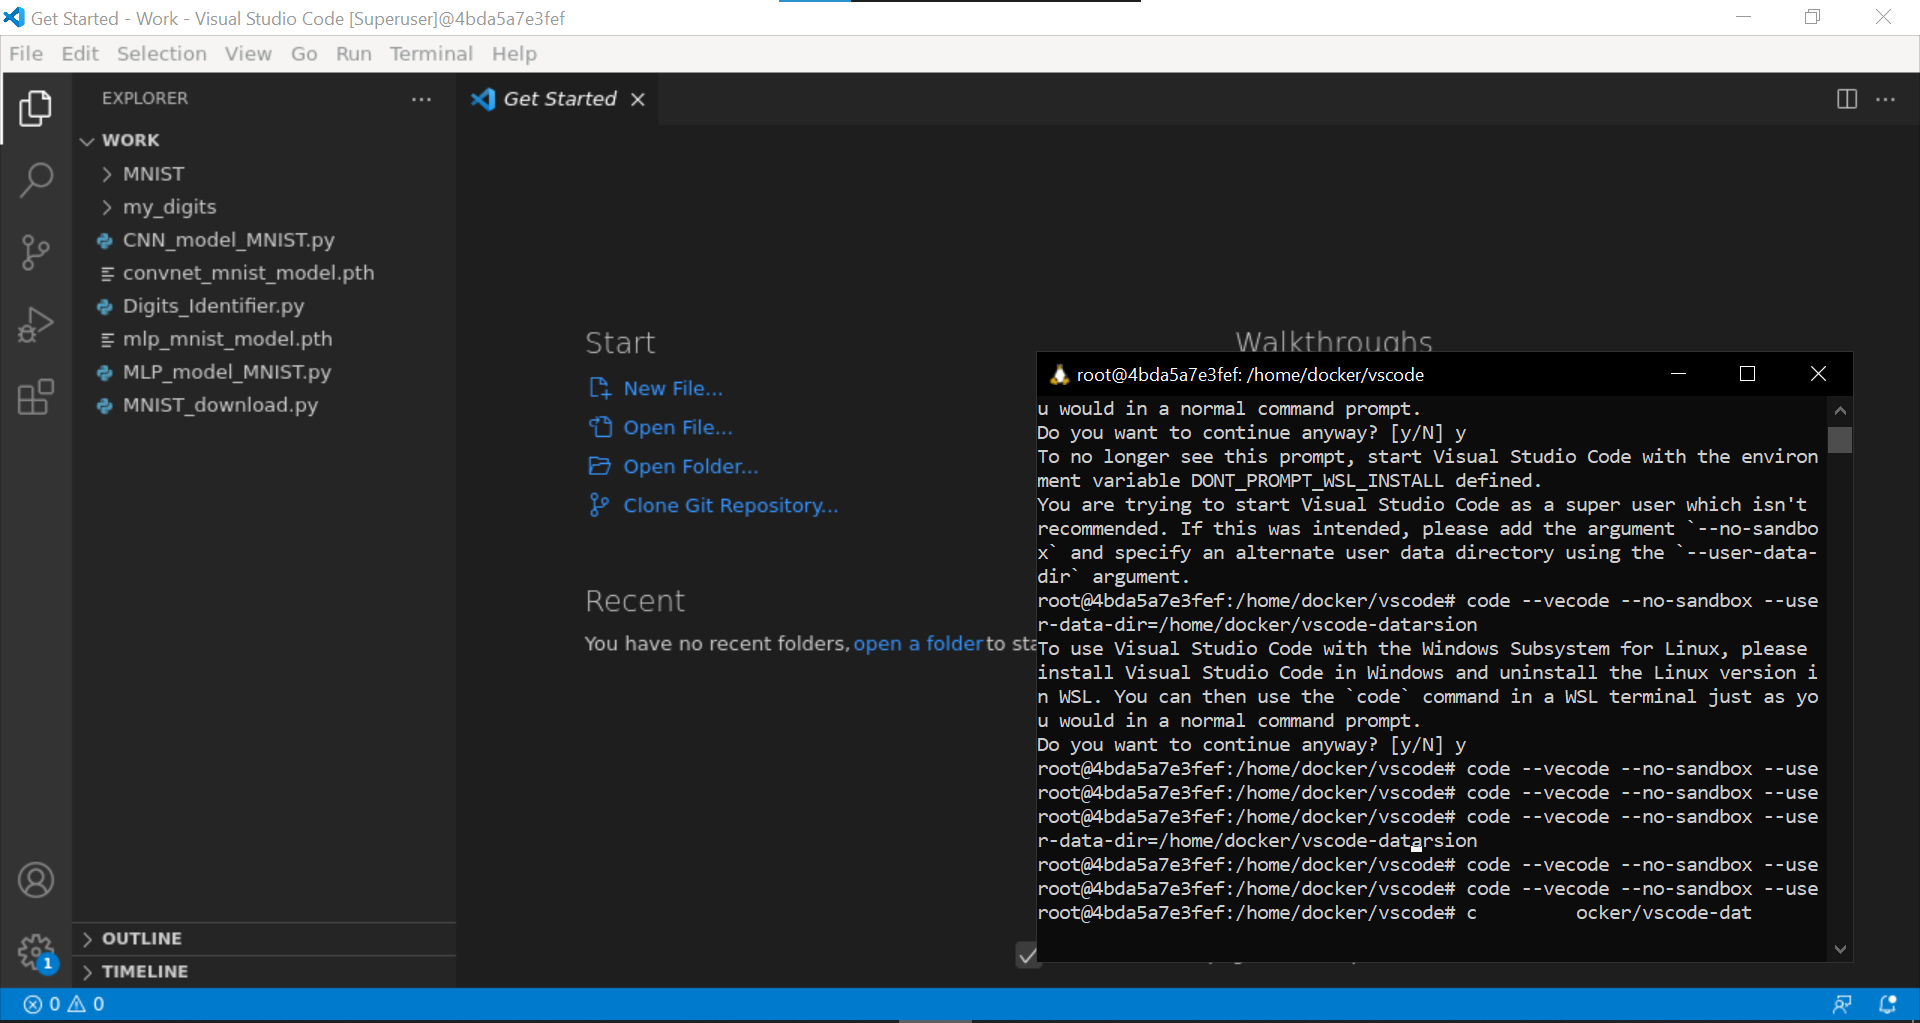 Get Started - Work - Visual Studio Code [Superuser]@4bda5a7e3fef
File Edit Selection View Go Run Terminal Help
EXPLORER
Get Started
WORK
MNIST
my_digits
CNN_model_MNIST.py
convnet_mnist_model.pth
Digits_Identifier.py
mlp_mnist_model.pth
MLP_model_MNIST.py
MNIST_download.py
OUTLINE
TIMELINE
Start
New File...
Open File...
Open Folder...
Clone Git Repository...
Recent
You have no recent folders, open a folder to sta
Walkthroughs
root@4bda5a7e3fef: /home/docker/vscode
u would in a normal command prompt.
Do you want to continue anyway? [y/N] y
To no longer see this prompt, start Visual Studio Code with the environ
ment variable DONT_PROMPT_WSL_INSTALL defined.
You are trying to start Visual Studio Code as a super user which isn't
recommended. If this was intended, please add the argument `--no-sandbo
x` and specify an alternate user data directory using the `--user-data-
dir` argument.
root@4bda5a7e3fef:/home/docker/vscode# code --vecode --no-sandbox --use
r-data-dir=/home/docker/vscode-datarsion
To use Visual Studio Code with the Windows Subsystem for Linux, please
install Visual Studio Code in Windows and uninstall the Linux version i
n WSL. You can then use the `code` command in a WSL terminal just as yo
u would in a normal command prompt.
Do you want to continue anyway? [y/N] y
root@4bda5a7e3fef:/home/docker/vscode# code --vecode --no-sandbox --use
root@4bda5a7e3fef:/home/docker/vscode# code --vecode --no-sandbox --use
root@4bda5a7e3fef:/home/docker/vscode# code --vecode --no-sandbox --use
r-data-dir=/home/docker/vscode-datarsion
root@4bda5a7e3fef:/home/docker/vscode# code --vecode --no-sandbox --use
root@4bda5a7e3fef:/home/docker/vscode# code --vecode --no-sandbox --use
root@4bda5a7e3fef:/home/docker/vscode# c ocker/vscode-dat
1
0 0